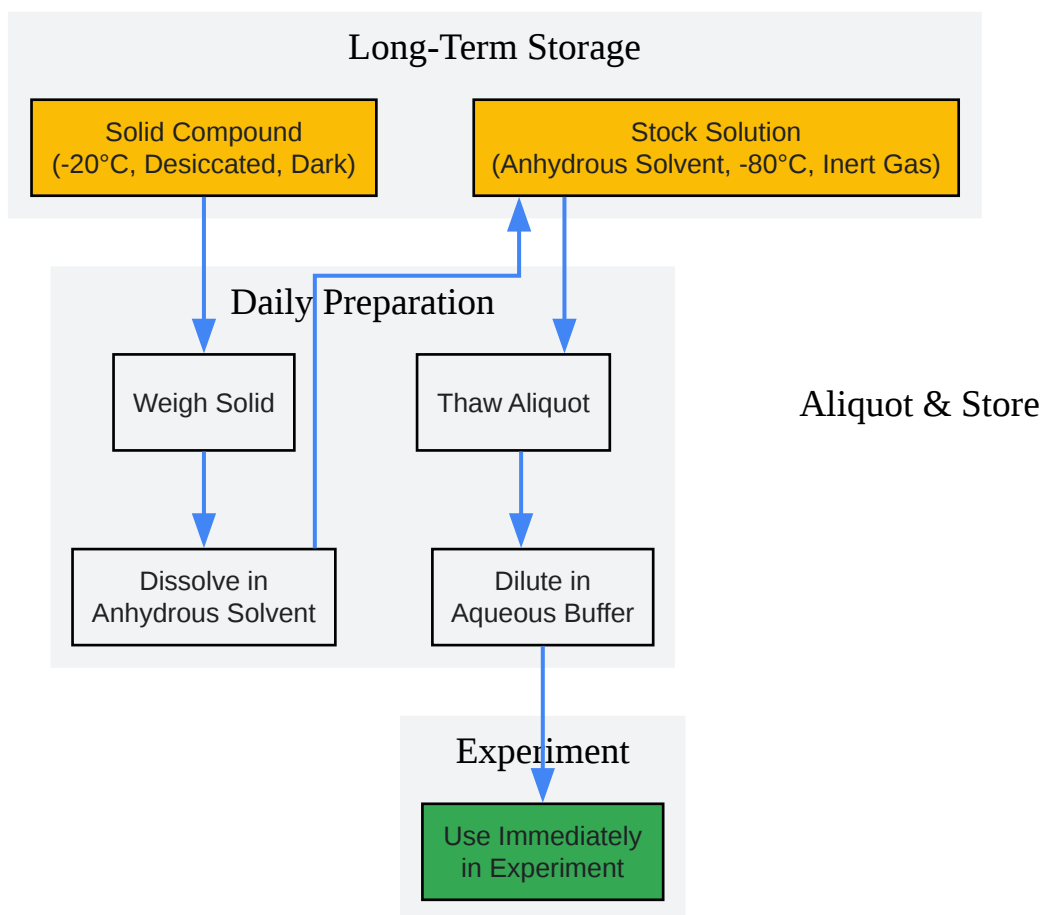 Long-Term Storage
Solid Compound
(-20°C, Desiccated, Dark)
Stock Solution
(Anhydrous Solvent, -80°C, Inert Gas)
Daily Preparation
Weigh Solid
Thaw Aliquot
Aliquot & Store
Dissolve in
Anhydrous Solvent
Dilute in
Aqueous Buffer
Experiment
Use Immediately
in Experiment